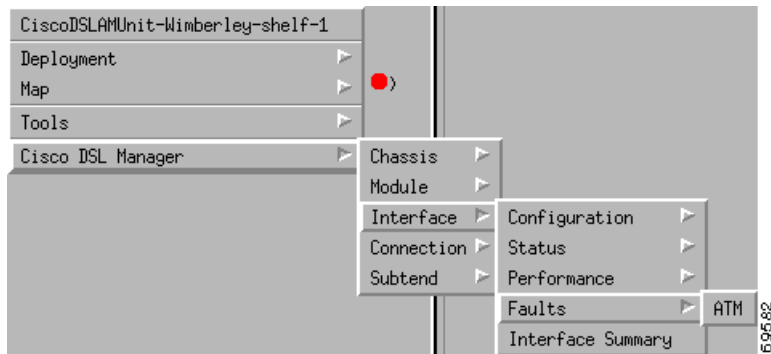 CiscoDSLAMUnit-Wimberley-shelf-1
Deployment
Map
)
Tools
Cisco DSL Manager
Chassis
Module
Interface
Connection
Subtend
Configuration
Status
Performance
Faults
Interface Summary
ATM
69582